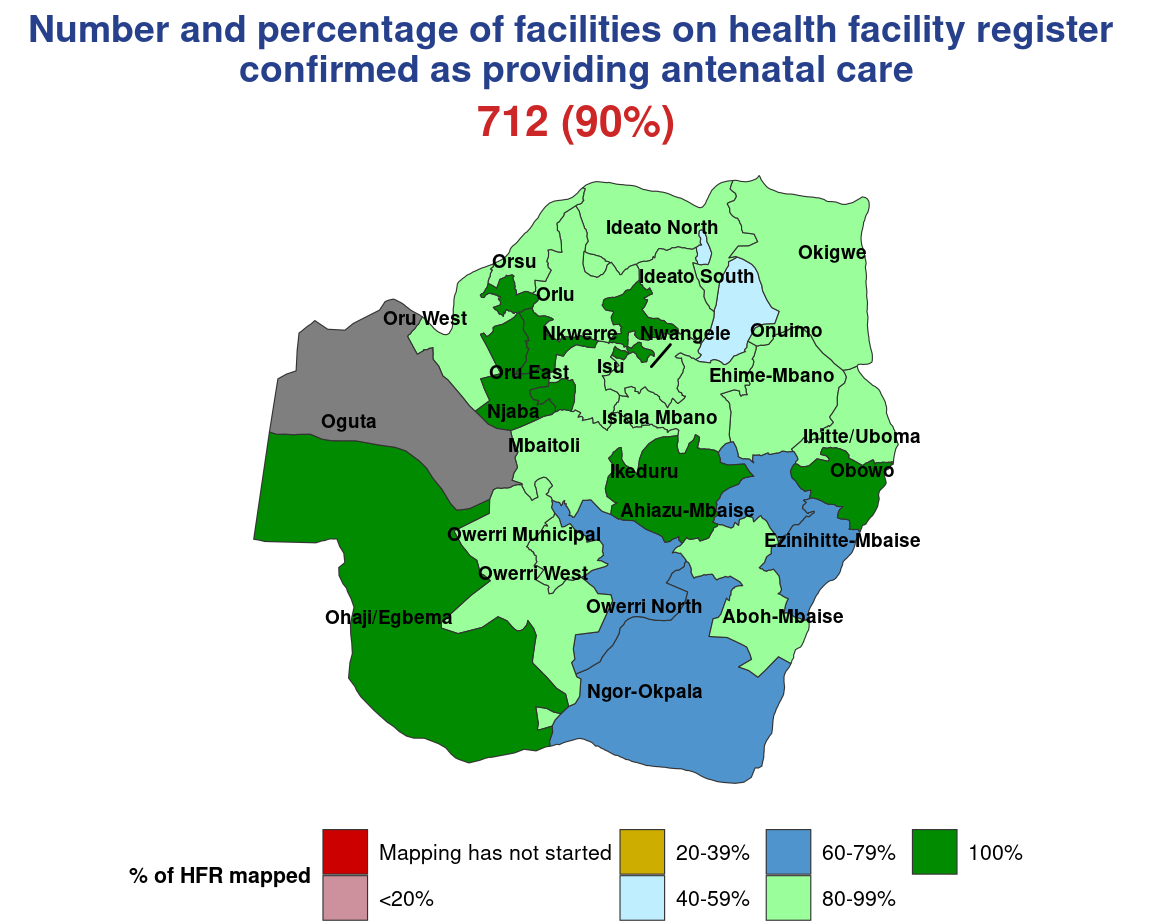 Number and percentage of facilities on health facility register
confirmed as providing antenatal care
712 (90%)
Ideato North
Okigwe
Orsu
Ideato South
Orlu
Oru West
Nkwerre
Nwangele
Onuimo
Isu
Oru East
Ehime-Mbano
Njaba
Isiala Mbano
Oguta
Ihitte/Uboma
Mbaitoli
Ikeduru
Obowo
Ahiazu-Mbaise
Owerri Municipal
Ezinihitte-Mbaise
Owerri West
Owerri North
Ohaji/Egbema
Aboh-Mbaise
Ngor-Okpala
% of HFR mapped
Mapping has not started
<20%
20-39%
40-59%
60-79%
80-99%
100%